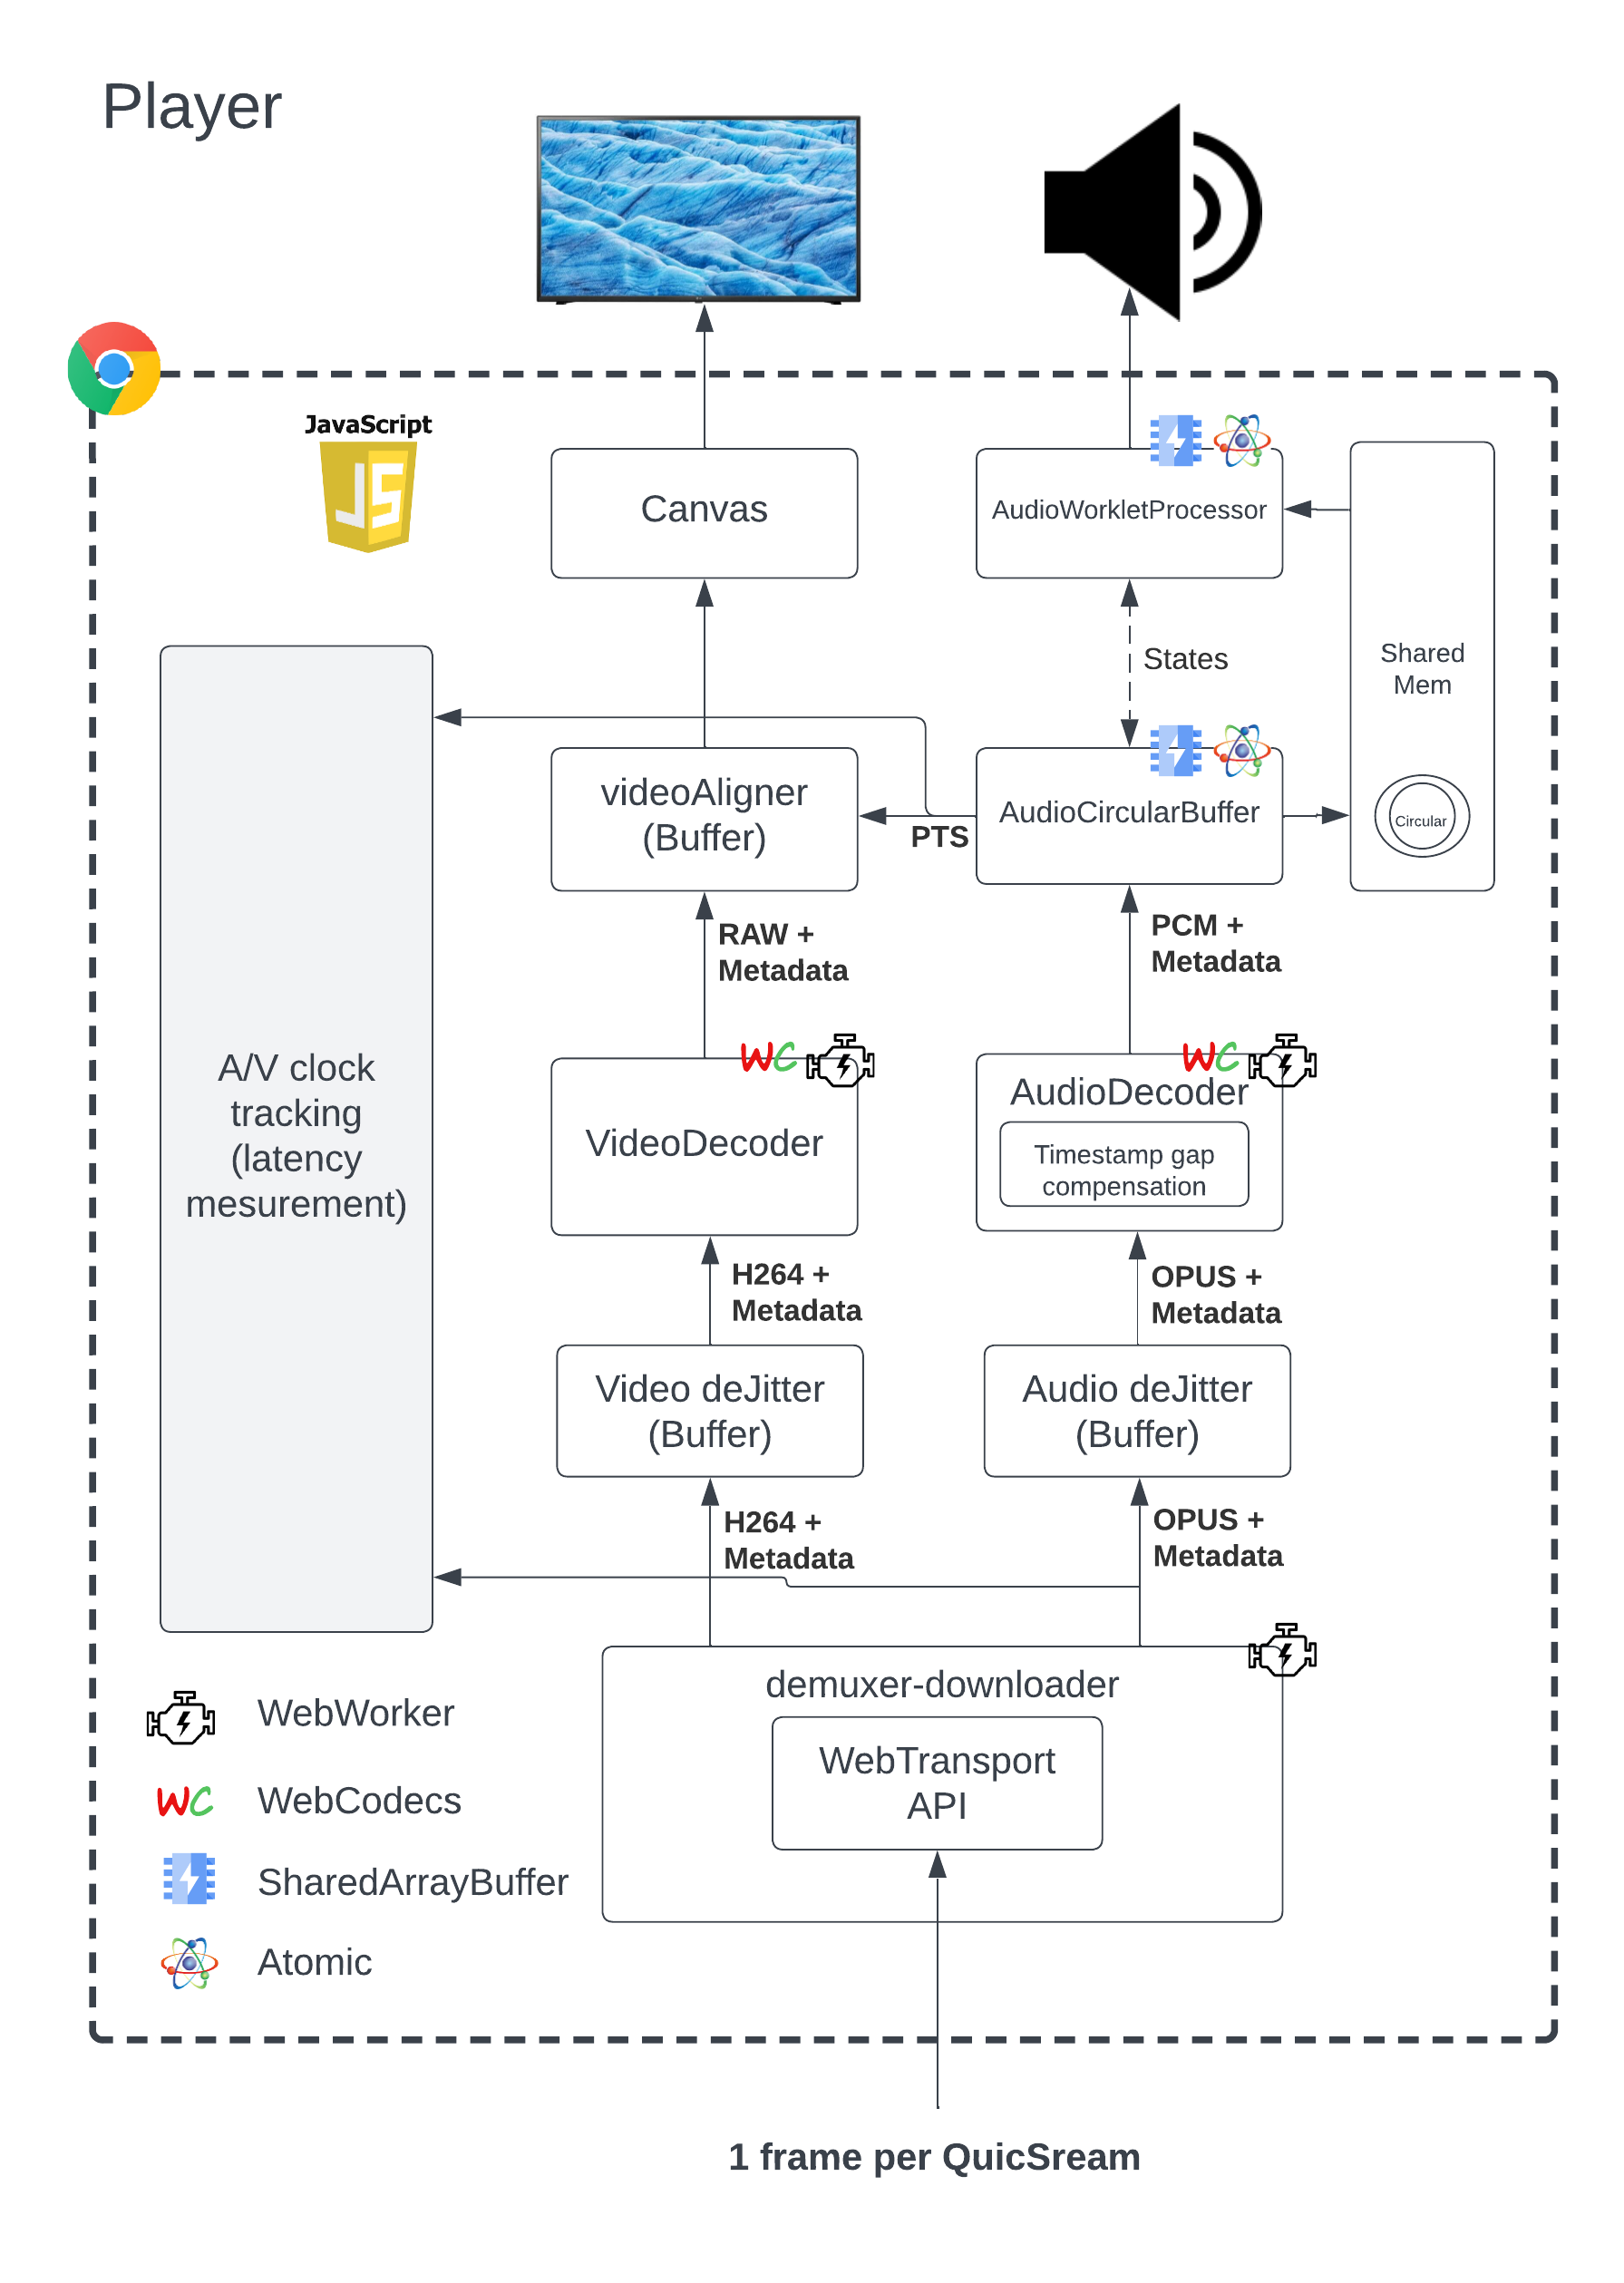 Player
JavaScript
JS
Canvas
AudioWorkletProcessor
Shared
Mem
States
videoAligner
(Buffer)
PTS
AudioCircularBuffer
Circular
RAW +
Metadata
PCM +
Metadata
A/V clock
tracking
(latency
mesurement)
WC
VideoDecoder
WC
AudioDecoder
Timestamp gap
compensation
H264 +
Metadata
OPUS +
Metadata
Video deJitter
(Buffer)
Audio deJitter
(Buffer)
H264 +
Metadata
OPUS +
Metadata
demuxer-downloader
WebTransport
API
WebWorker
WC
WebCodecs
SharedArrayBuffer
Atomic
1 frame per QuicSream